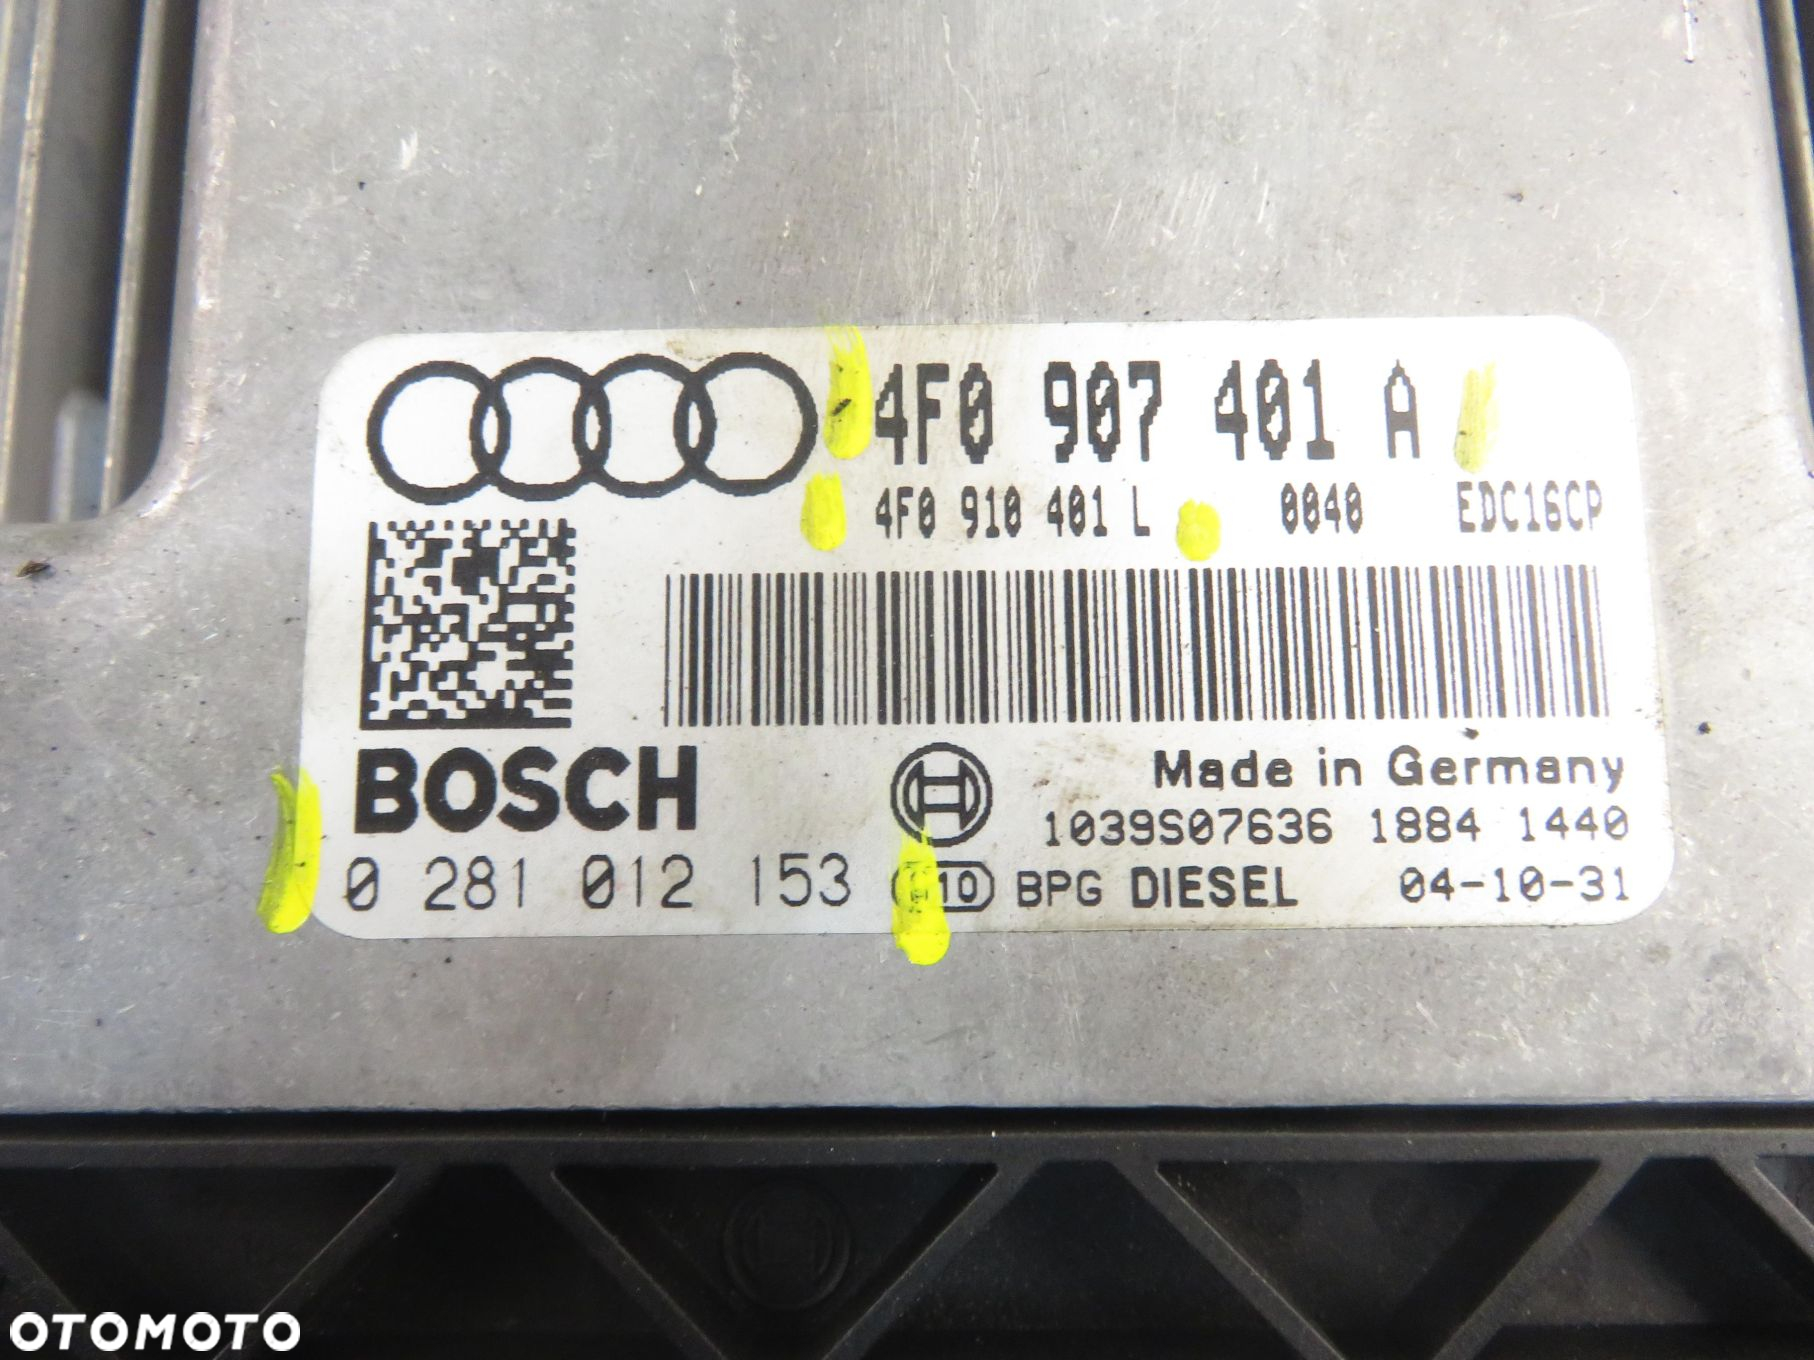 4F0 907 401 A
4F0 910 401 L 0040 EDC16CP
BOSCH
Made in Germany
1039S07636 1884 1440
0 281 012 153 10 BPG DIESEL 04-10-31
OTOMOTO